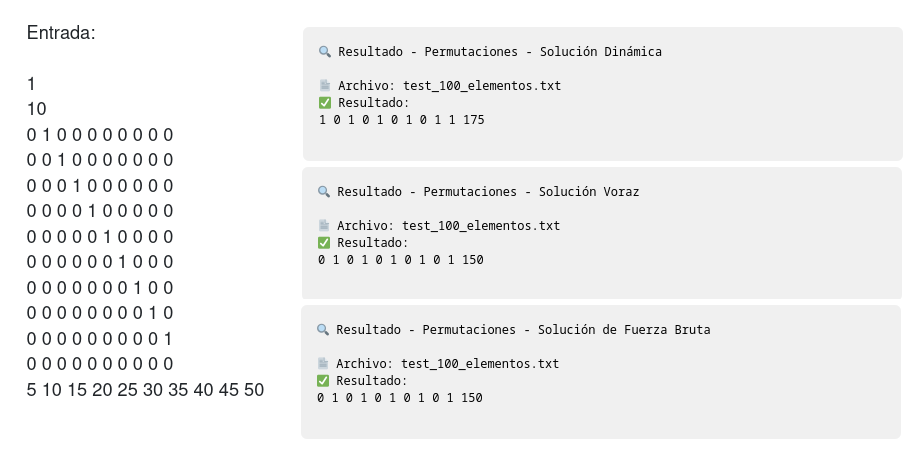 Entrada:
1
10
0 1 0 0 0 0 0 0 0 0
0 0 1 0 0 0 0 0 0 0
0 0 0 1 0 0 0 0 0 0
0 0 0 0 1 0 0 0 0 0
0 0 0 0 0 1 0 0 0 0
0 0 0 0 0 0 1 0 0 0
0 0 0 0 0 0 0 1 0 0
0 0 0 0 0 0 0 0 1 0
0 0 0 0 0 0 0 0 0 1
0 0 0 0 0 0 0 0 0 0
5 10 15 20 25 30 35 40 45 50
🔍 Resultado - Permutaciones - Solución Dinámica
📄 Archivo: test_100_elementos.txt
✅ Resultado:
1 0 1 0 1 0 1 0 1 1 175
🔍 Resultado - Permutaciones - Solución Voraz
📄 Archivo: test_100_elementos.txt
✅ Resultado:
0 1 0 1 0 1 0 1 0 1 150
🔍 Resultado - Permutaciones - Solución de Fuerza Bruta
📄 Archivo: test_100_elementos.txt
✅ Resultado:
0 1 0 1 0 1 0 1 0 1 150